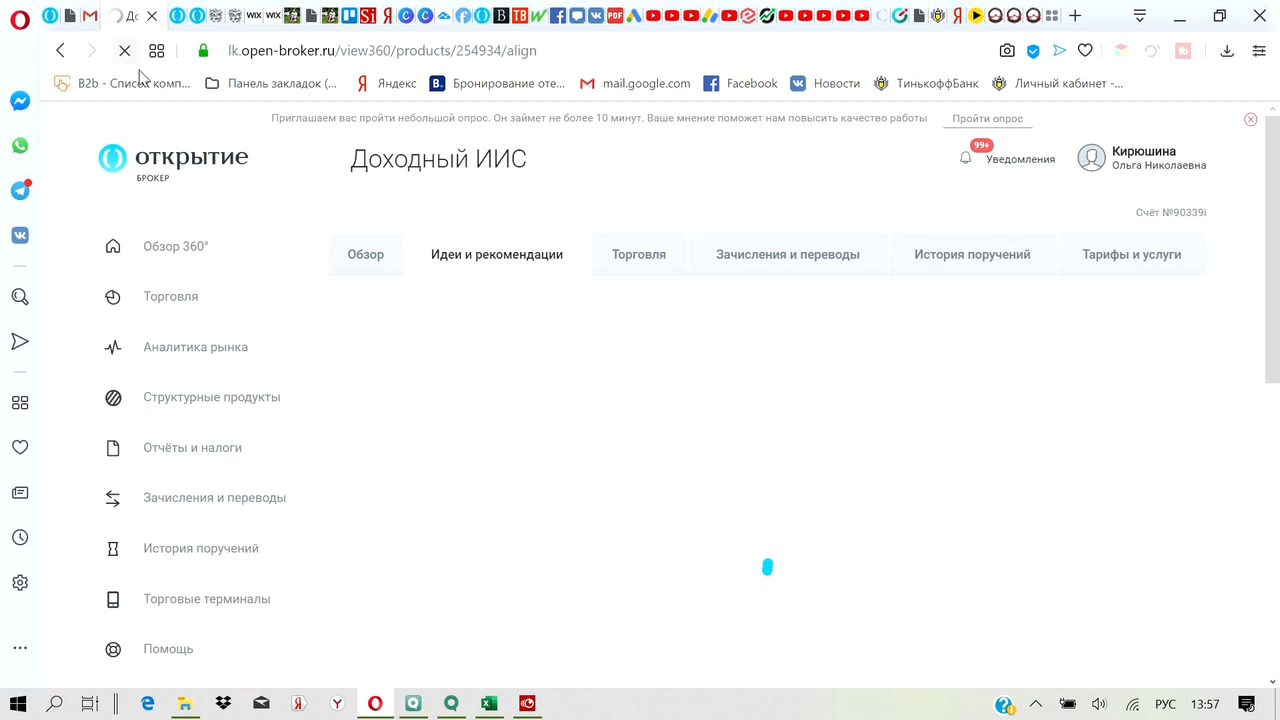 До
lk.open-broker.ru/view360/products/254934/align
B2b - Список комп...
Панель закладок (...
Яндекс
Бронирование оте...
mail.google.com
Facebook
Новости
ТинькоффБанк
Личный кабинет -...
Приглашаем вас пройти небольшой опрос. Он займет не более 10 минут. Ваше мнение поможет нам повысить качество работы
Пройти опрос
открытие
БРОКЕР
Доходный ИИС
99+
Уведомления
Кирюшина
Ольга Николаевна
Счёт №90339i
Обзор 360°
Торговля
Аналитика рынка
Структурные продукты
Отчёты и налоги
Зачисления и переводы
История поручений
Торговые терминалы
Помощь
Обзор
Идеи и рекомендации
Торговля
Зачисления и переводы
История поручений
Тарифы и услуги
РУС
13:57